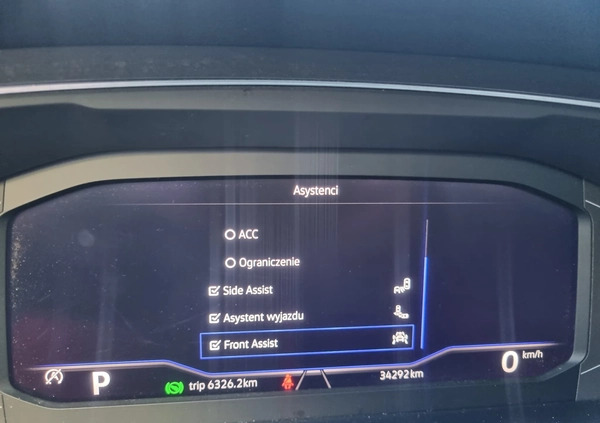 Asystenci
ACC
Ograniczenie
Side Assist
Asystent wyjazdu
Front Assist
P
trip 6326.2km
34292km
0 km/h